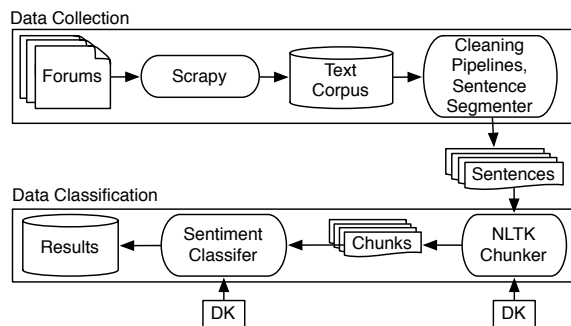 Data Collection
Forums
Scrapy
Text
Corpus
Cleaning
Pipelines,
Sentence
Segmenter
Sentences
Data Classification
Results
Sentiment
Classifer
Chunks
NLTK
Chunker
DK
DK